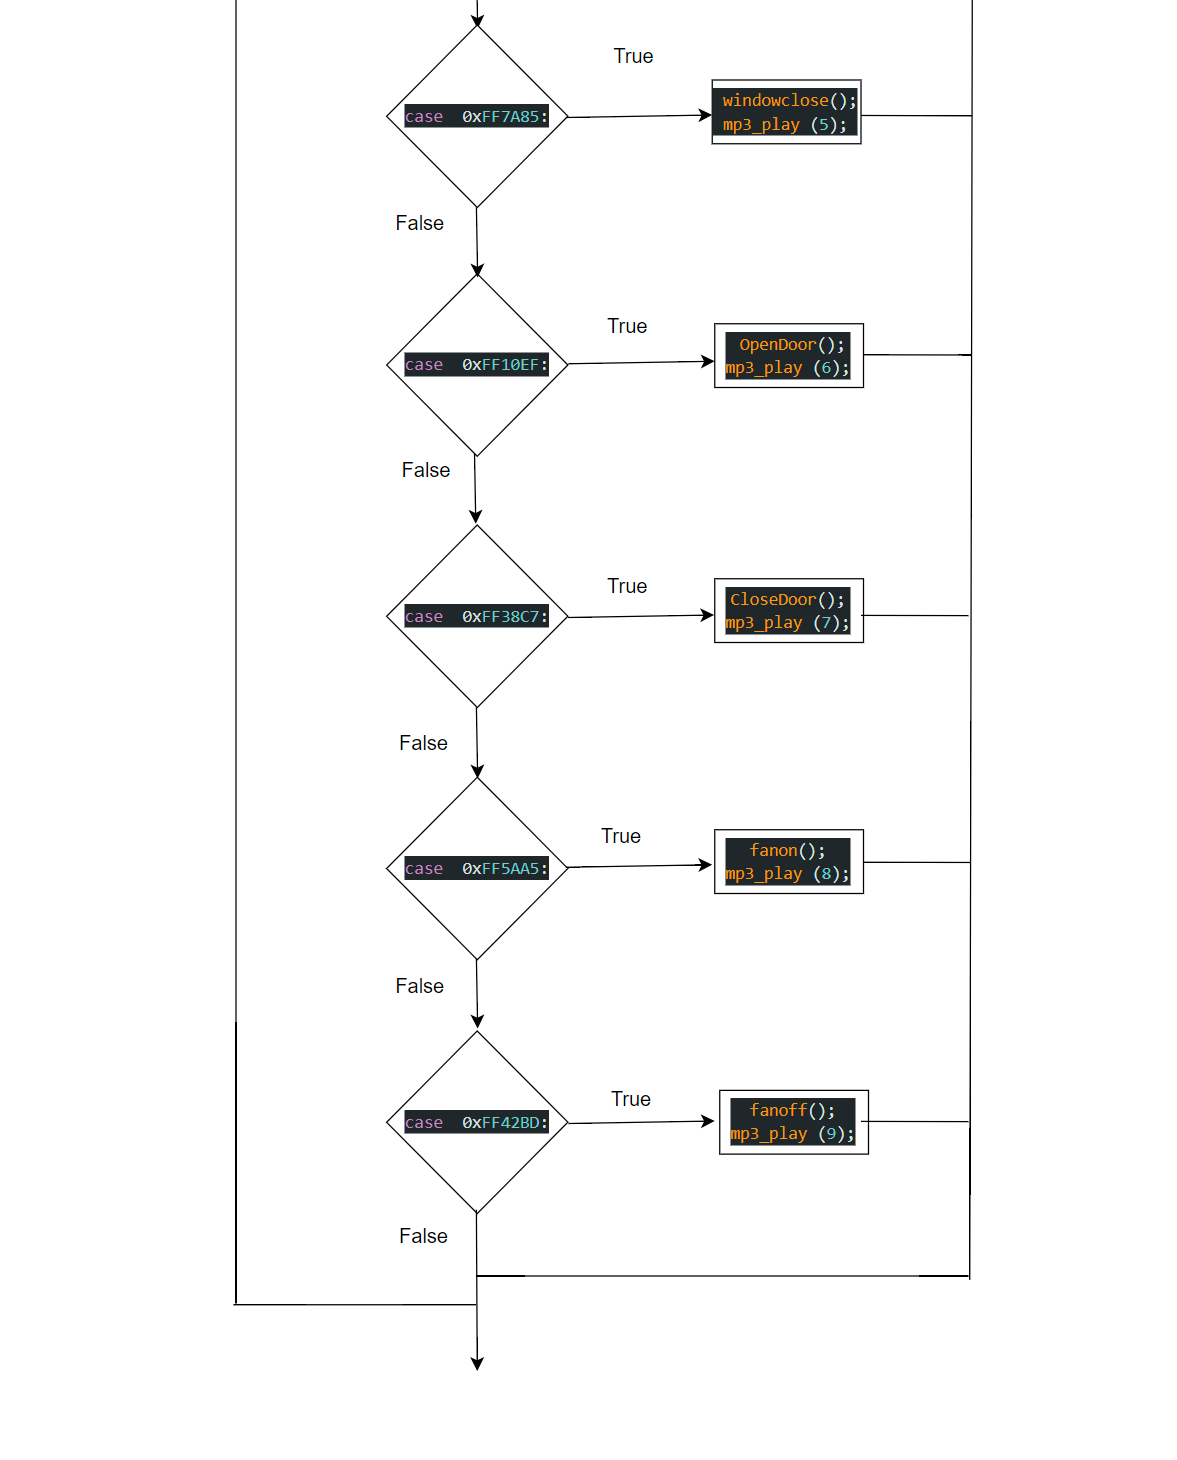 True
case  0xFF7A85:
windowclose();
mp3_play (5);
False
True
case  0xFF10EF:
OpenDoor();
mp3_play (6);
False
True
case  0xFF38C7:
CloseDoor();
mp3_play (7);
False
True
case  0xFF5AA5:
fanon();
mp3_play (8);
False
True
case  0xFF42BD:
fanoff();
mp3_play (9);
False